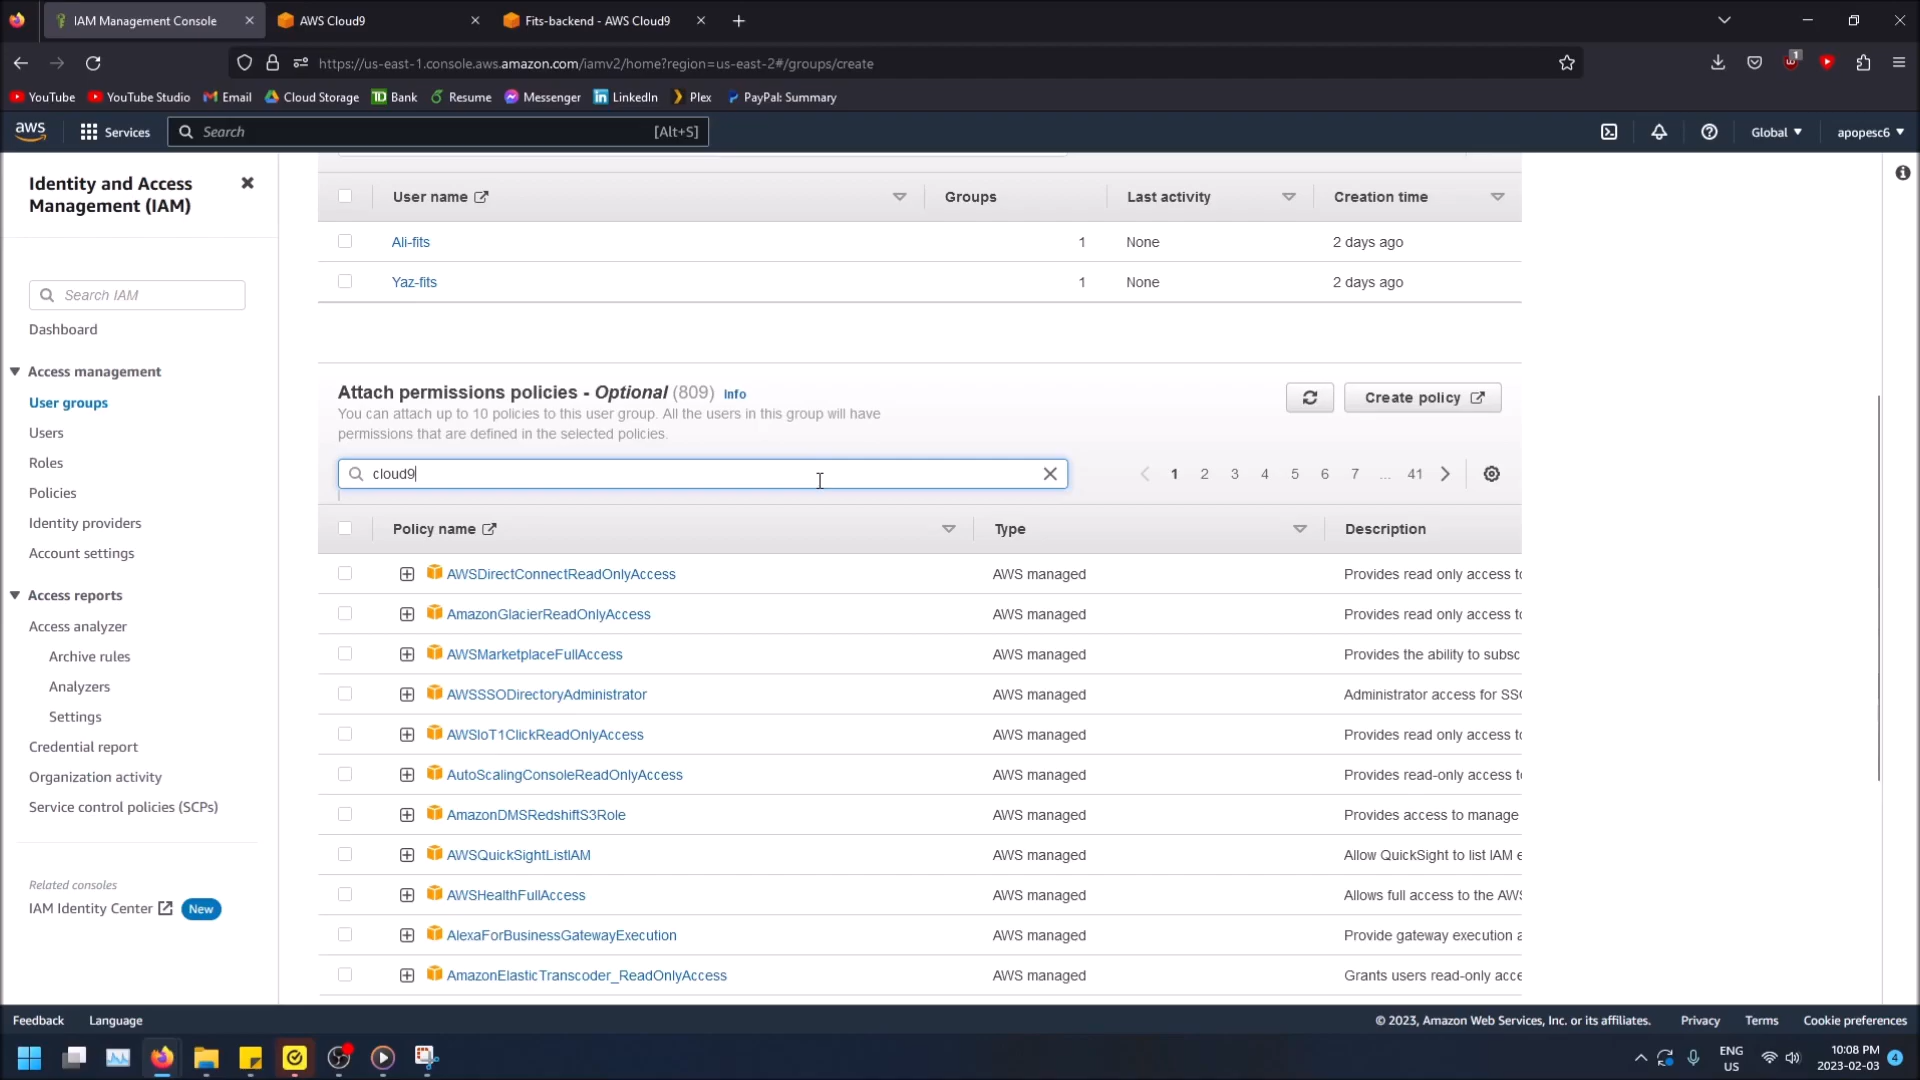 IAM Management Console
AWS Cloud9
Fits-backend - AWS Cloud9
https://us-east-1.console.aws.amazon.com/iamv2/home?region=us-east-2#/groups/create
1
YouTube
YouTube Studio
Email
Cloud Storage
Bank
Resume
Messenger
LinkedIn
Plex
PayPal: Summary
aws
Services
Search
[Alt+S]
Global
apopesc6
Identity and Access
Management (IAM)
Search IAM
Dashboard
Access management
User groups
Users
Roles
Policies
Identity providers
Account settings
Access reports
Access analyzer
Archive rules
Analyzers
Settings
Credential report
Organization activity
Service control policies (SCPs)
Related consoles
IAM Identity Center New
User name Groups Last activity Creation time
Ali-fits 1 None 2 days ago
Yaz-fits 1 None 2 days ago
Attach permissions policies - Optional (809) Info
You can attach up to 10 policies to this user group. All the users in this group will have
permissions that are defined in the selected policies.
Create policy
cloud9
1 2 3 4 5 6 7 ... 41
Policy name Type Description
AWSDirectConnectReadOnlyAccess AWS managed Provides read only access to
AmazonGlacierReadOnlyAccess AWS managed Provides read only access to
AWSMarketplaceFullAccess AWS managed Provides the ability to subsc
AWSSSODirectoryAdministrator AWS managed Administrator access for SSO
AWSIoT1ClickReadOnlyAccess AWS managed Provides read only access to
AutoScalingConsoleReadOnlyAccess AWS managed Provides read-only access to
AmazonDMSRedshiftS3Role AWS managed Provides access to manage
AWSQuickSightListIAM AWS managed Allow QuickSight to list IAM e
AWSHealthFullAccess AWS managed Allows full access to the AWS
AlexaForBusinessGatewayExecution AWS managed Provide gateway execution a
AmazonElasticTranscoder_ReadOnlyAccess AWS managed Grants users read-only acce
Feedback
Language
© 2023, Amazon Web Services, Inc. or its affiliates.
Privacy
Terms
Cookie preferences
ENG
US
10:08 PM
2023-02-03
4